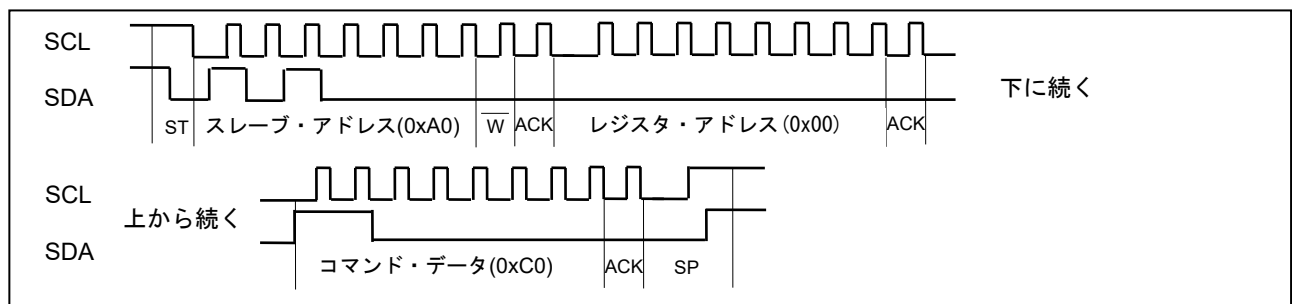 SCL
SDA
下に続く
ST スレーブ・アドレス(0xA0) W ACK レジスタ・アドレス(0x00) ACK
SCL
上から続く
SDA
コマンド・データ(0xC0) ACK SP